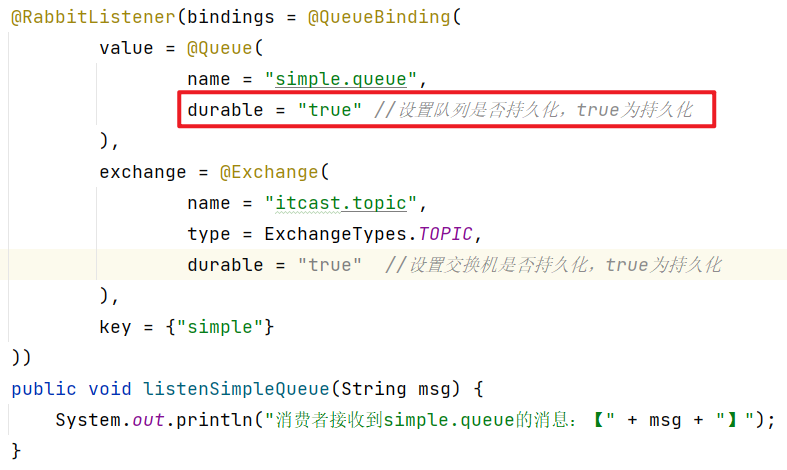 @RabbitListener(bindings = @QueueBinding(
        value = @Queue(
                name = "simple.queue",
                durable = "true" //设置队列是否持久化，true为持久化
        ),
        exchange = @Exchange(
                name = "itcast.topic",
                type = ExchangeTypes.TOPIC,
                durable = "true"  //设置交换机是否持久化，true为持久化
        ),
        key = {"simple"}
))
public void listenSimpleQueue(String msg) {
    System.out.println("消费者接收到simple.queue的消息：【" + msg + "】");
}